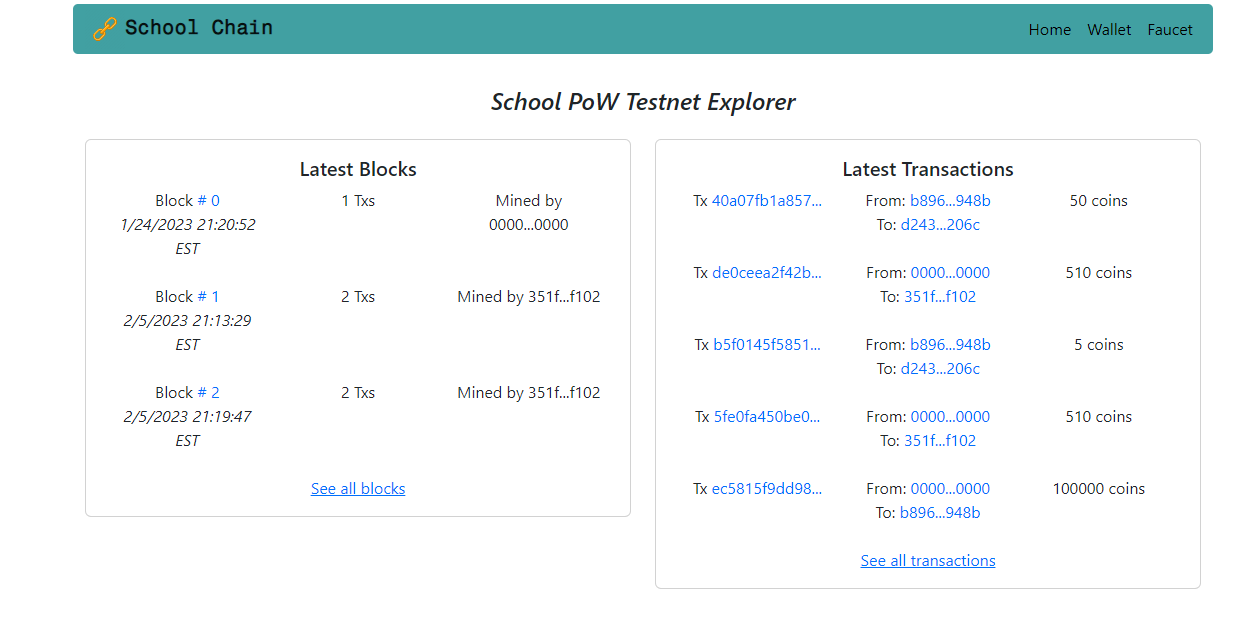 School Chain
Home Wallet Faucet
School PoW Testnet Explorer
Latest Blocks
Block # 0 1 Txs Mined by
1/24/2023 21:20:52 0000...0000
EST
Block # 1 2 Txs Mined by 351f...f102
2/5/2023 21:13:29
EST
Block # 2 2 Txs Mined by 351f...f102
2/5/2023 21:19:47
EST
See all blocks
Latest Transactions
Tx 40a07fb1a857... From: b896...948b 50 coins
To: d243...206c
Tx de0ceea2f42b... From: 0000...0000 510 coins
To: 351f...f102
Tx b5f0145f5851... From: b896...948b 5 coins
To: d243...206c
Tx 5fe0fa450be0... From: 0000...0000 510 coins
To: 351f...f102
Tx ec5815f9dd98... From: 0000...0000 100000 coins
To: b896...948b
See all transactions